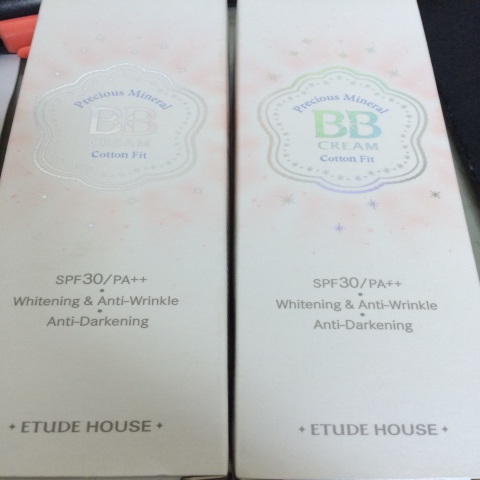 Precious Mineral
BB
CREAM
Cotton Fit
SPF30/PA++
Whitening & Anti-Wrinkle
Anti-Darkening
ETUDE HOUSE
Precious Mineral
BB
CREAM
Cotton Fit
SPF30/PA++
Whitening & Anti-Wrinkle
Anti-Darkening
ETUDE HOUSE